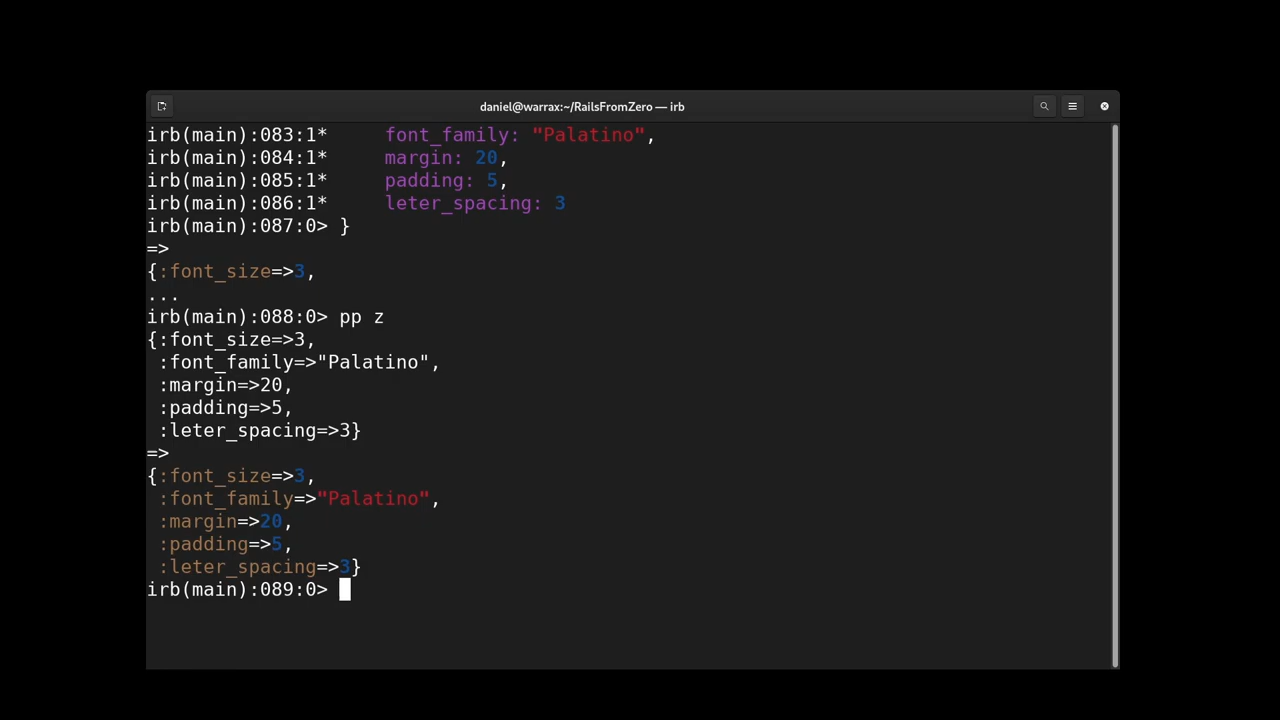 daniel@warrax:~/RailsFromZero — irb
irb(main):083:1*     font_family: "Palatino",
irb(main):084:1*     margin: 20,
irb(main):085:1*     padding: 5,
irb(main):086:1*     leter_spacing: 3
irb(main):087:0> }
=>
{:font_size=>3,
...
irb(main):088:0> pp z
{:font_size=>3,
 :font_family=>"Palatino",
 :margin=>20,
 :padding=>5,
 :leter_spacing=>3}
=>
{:font_size=>3,
 :font_family=>"Palatino",
 :margin=>20,
 :padding=>5,
 :leter_spacing=>3}
irb(main):089:0>